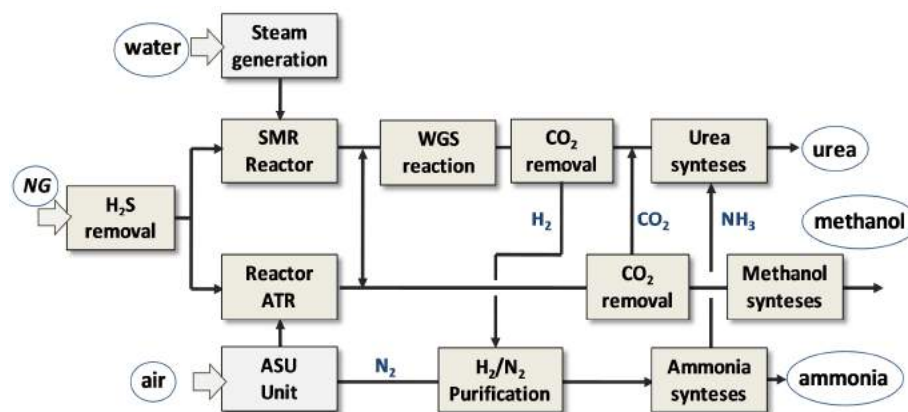 water
Steam
generation
SMR
Reactor
WGS
reaction
CO₂
removal
Urea
synteses
urea
NG
H₂S
removal
H₂
CO₂
NH₃
methanol
Reactor
ATR
CO₂
removal
Methanol
synteses
air
ASU
Unit
N₂
H₂/N₂
Purification
Ammonia
synteses
ammonia